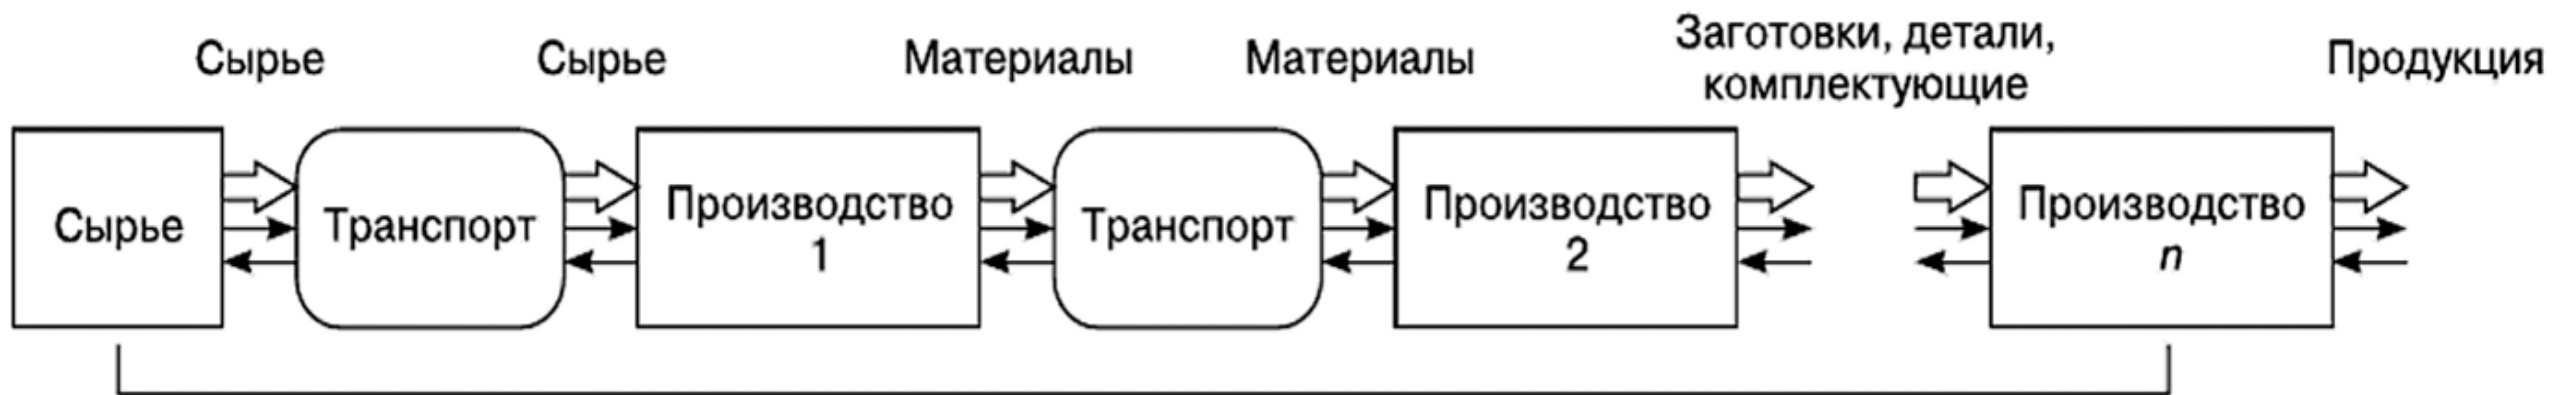 Сырье
Сырье
Материалы
Материалы
Заготовки, детали,
комплектующие
Продукция
Сырье
Транспорт
Производство
1
Транспорт
Производство
2
Производство
n